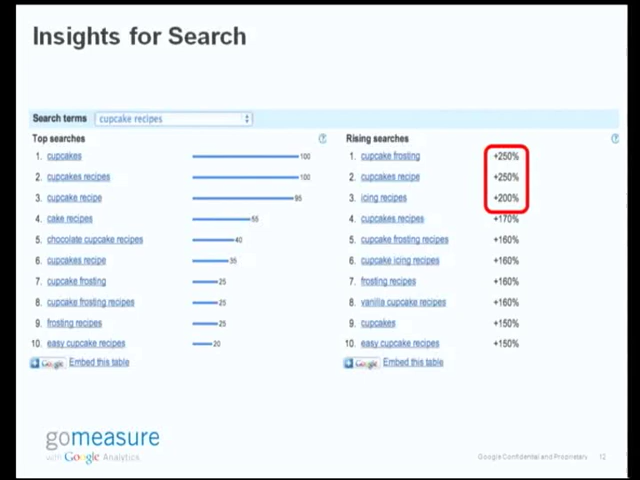 Insights for Search
Search terms cupcake recipes
Top searches
1. cupcakes 100
2. cupcakes recipes 100
3. cupcake recipe 95
4. cake recipes 55
5. chocolate cupcake recipes 40
6. cupcakes recipe 35
7. cupcake frosting 25
8. cupcake frosting recipes 25
9. frosting recipes 25
10. easy cupcake recipes 20
Google Embed this table
Rising searches
1. cupcake frosting +250%
2. cupcakes recipe +250%
3. icing recipes +200%
4. cupcakes recipes +170%
5. cupcake frosting recipes +160%
6. cupcake icing recipes +160%
7. frosting recipes +160%
8. vanilla cupcake recipes +160%
9. cupcakes +150%
10. easy cupcake recipes +150%
Google Embed this table
gomeasure
with Google Analytics
Google Confidential and Proprietary 12